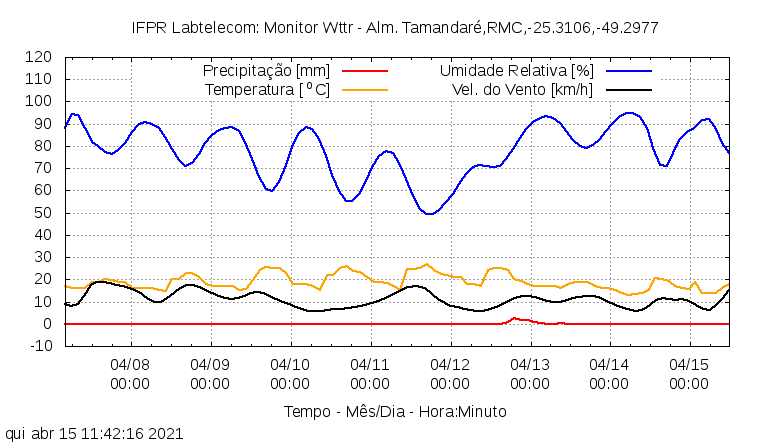 IFPR Labtelecom: Monitor Wttr - Alm. Tamandaré,RMC,-25.3106,-49.2977
120
110
100
90
80
70
60
50
40
30
20
10
0
-10
Precipitação [mm]
Temperatura [⁰C]
Umidade Relativa [%]
Vel. do Vento [km/h]
04/08 04/09 04/10 04/11 04/12 04/13 04/14 04/15
00:00 00:00 00:00 00:00 00:00 00:00 00:00 00:00
Tempo - Mês/Dia - Hora:Minuto
qui abr 15 11:42:16 2021